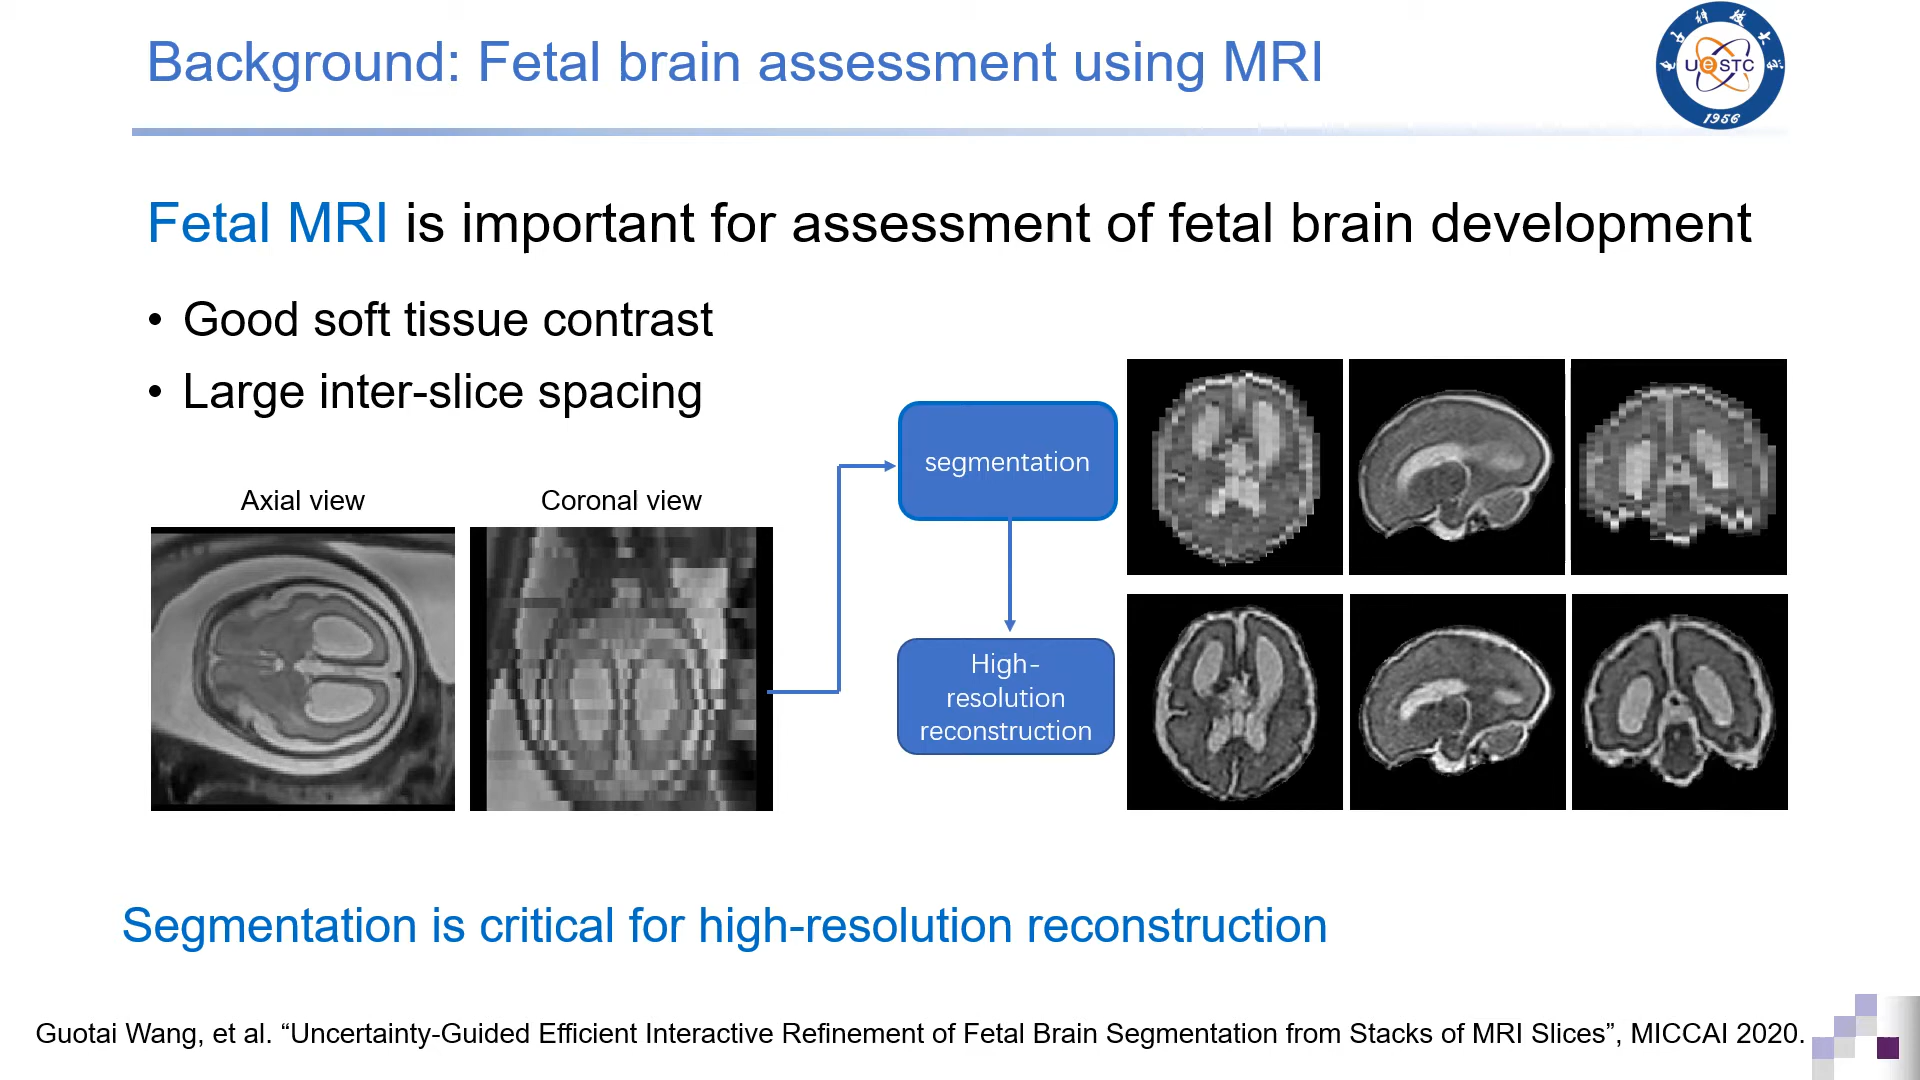 Background: Fetal brain assessment using MRI
UeSTC
1956
Fetal MRI is important for assessment of fetal brain development
• Good soft tissue contrast
• Large inter-slice spacing
Axial view
Coronal view
segmentation
High-
resolution
reconstruction
Segmentation is critical for high-resolution reconstruction
Guotai Wang, et al. “Uncertainty-Guided Efficient Interactive Refinement of Fetal Brain Segmentation from Stacks of MRI Slices”, MICCAI 2020.